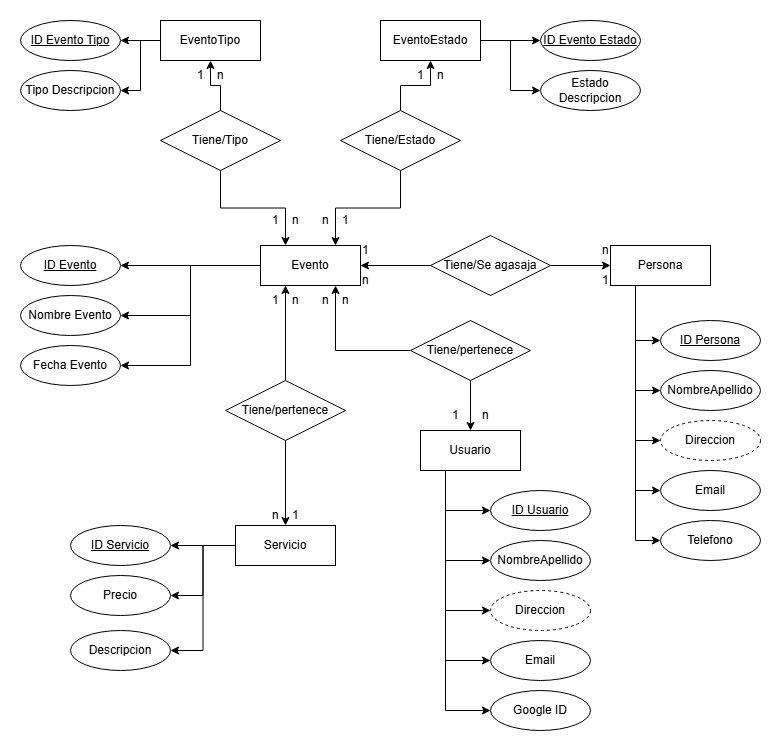 ID Evento Tipo
EventoTipo
EventoEstado
ID Evento Estado
1 n
1 n
Tipo Descripcion
Estado
Descripcion
Tiene/Tipo
Tiene/Estado
1 n
n 1
ID Evento
Evento
1
n
Tiene/Se agasaja
n
1
Persona
1 n
n n
Nombre Evento
Fecha Evento
Tiene/pertenece
ID Persona
NombreApellido
Direccion
Email
Telefono
Tiene/pertenece
1 n
Usuario
ID Usuario
NombreApellido
Direccion
Email
Google ID
n 1
Servicio
ID Servicio
Precio
Descripcion